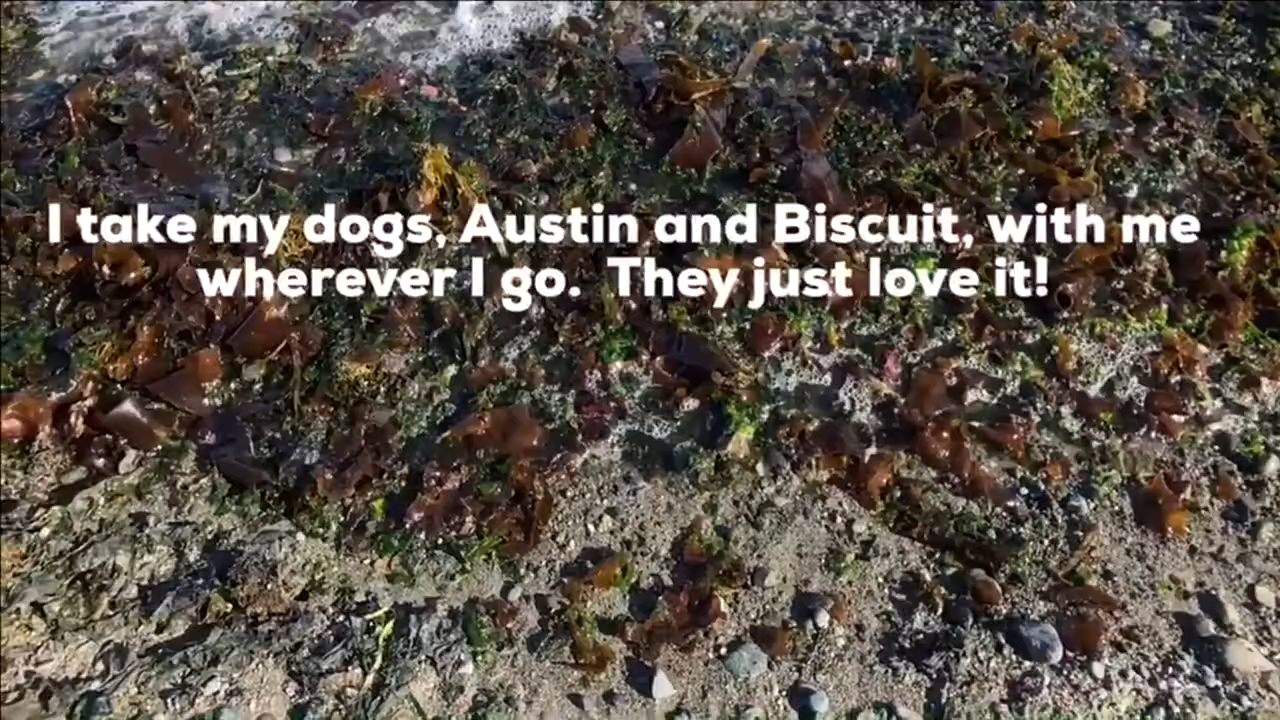 I take my dogs, Austin and Biscuit, with me
wherever I go.  They just love it!